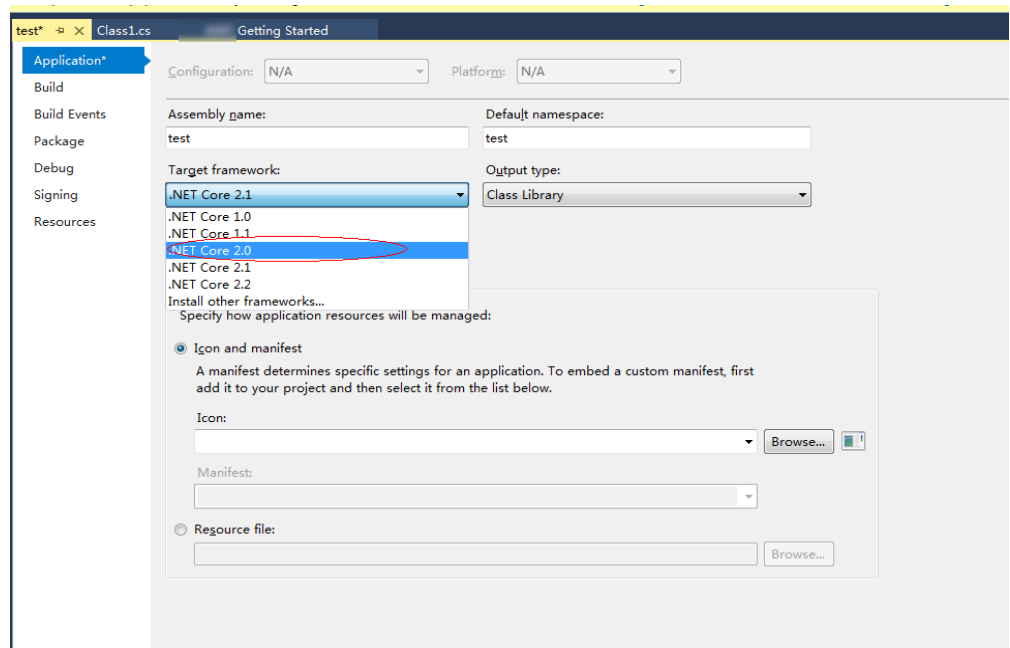 test* Class1.cs Getting Started
Application*
Build
Build Events
Package
Debug
Signing
Resources
Configuration: N/A Platform: N/A
Assembly name: Default namespace:
test test
Target framework: Output type:
.NET Core 2.1 Class Library
.NET Core 1.0
.NET Core 1.1
.NET Core 2.0
.NET Core 2.1
.NET Core 2.2
Install other frameworks...
Specify how application resources will be managed:
Icon and manifest
A manifest determines specific settings for an application. To embed a custom manifest, first
add it to your project and then select it from the list below.
Icon:
Browse...
Manifest:
Resource file:
Browse...